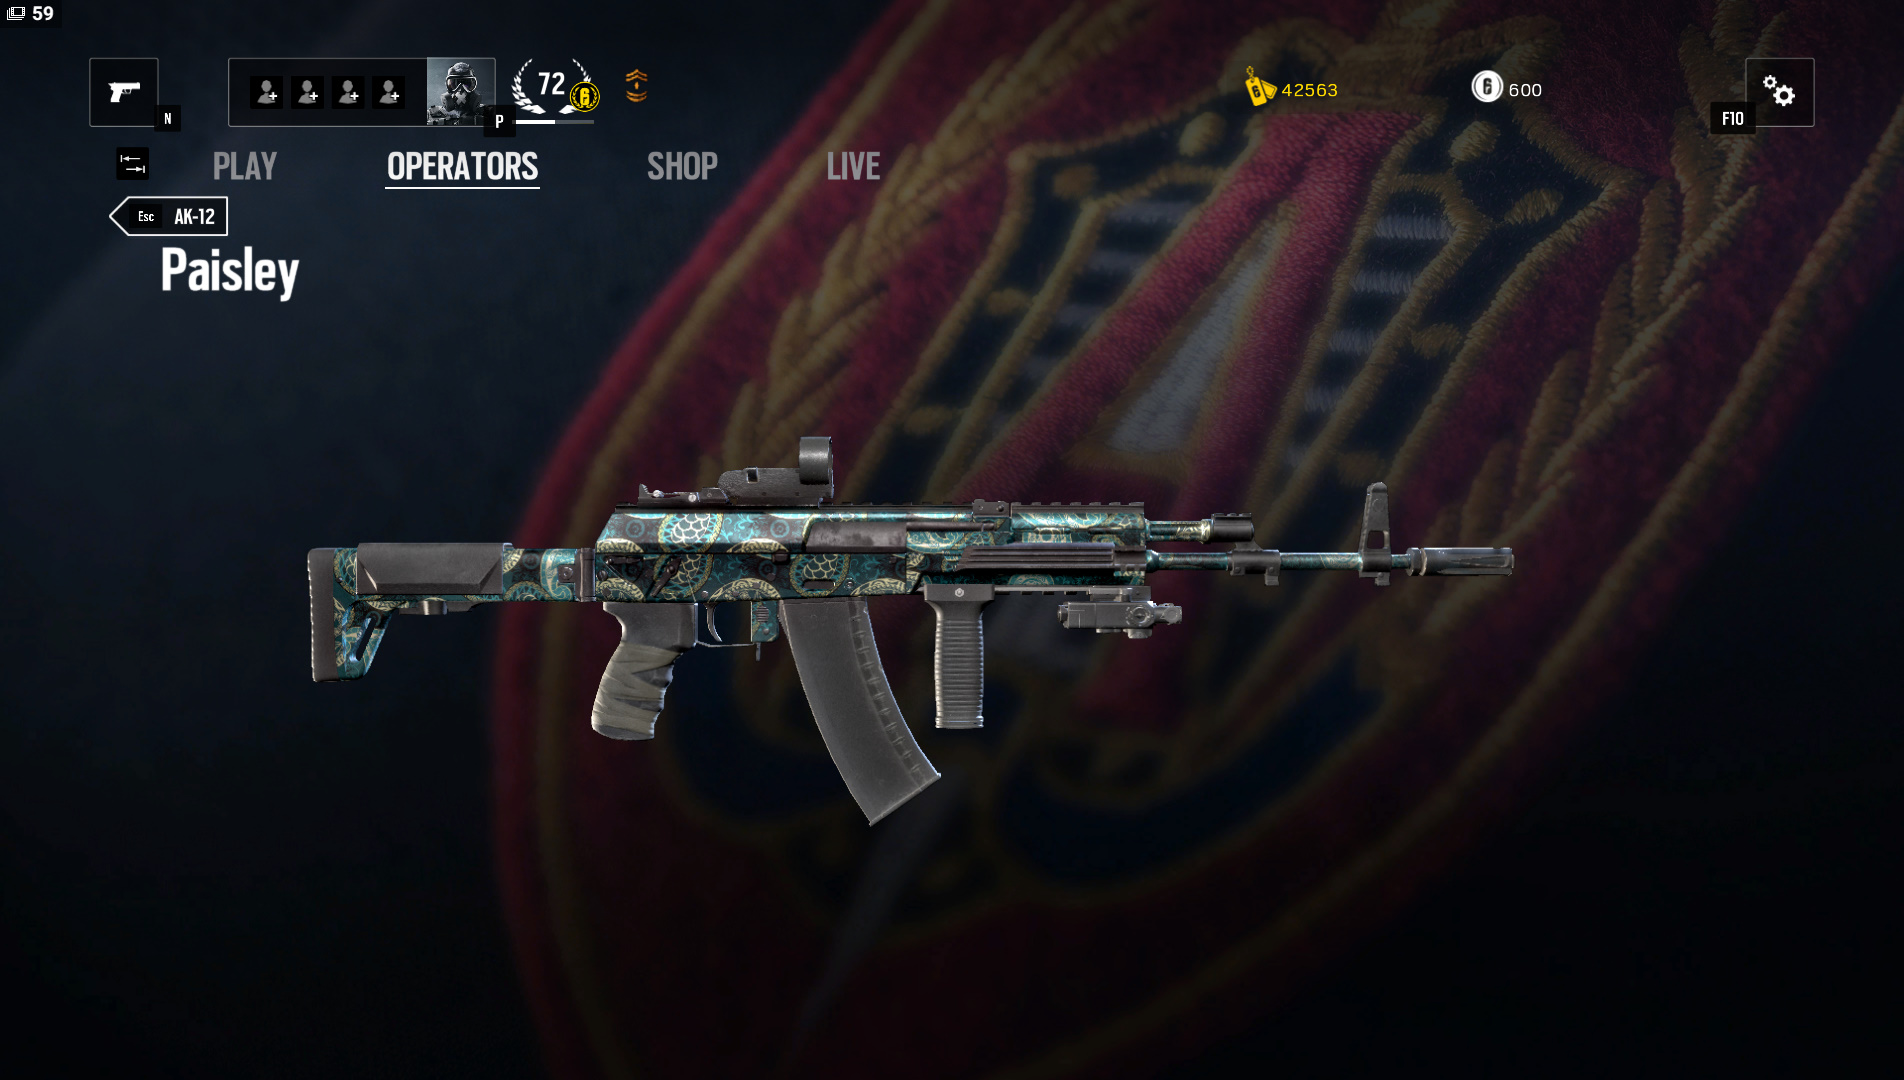 59
N
P
72
42563
600
F10
PLAY
OPERATORS
SHOP
LIVE
Esc
AK-12
Paisley